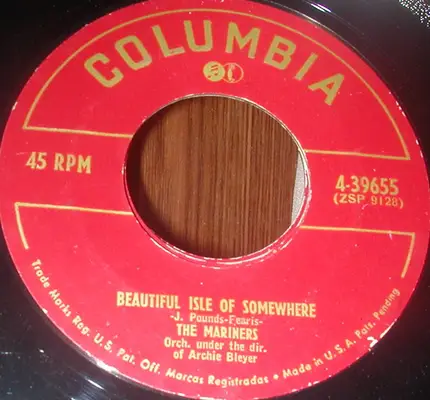 COLUMBIA
45 RPM
4-39655
(ZSP 9128)
BEAUTIFUL ISLE OF SOMEWHERE
-J. Pounds-Fearis-
THE MARINERS
Orch. under the dir.
of Archie Bleyer
Trade Marks Reg. U.S. Pat. Off. Marcas Registradas • Made in U.S.A. Pats. Pending